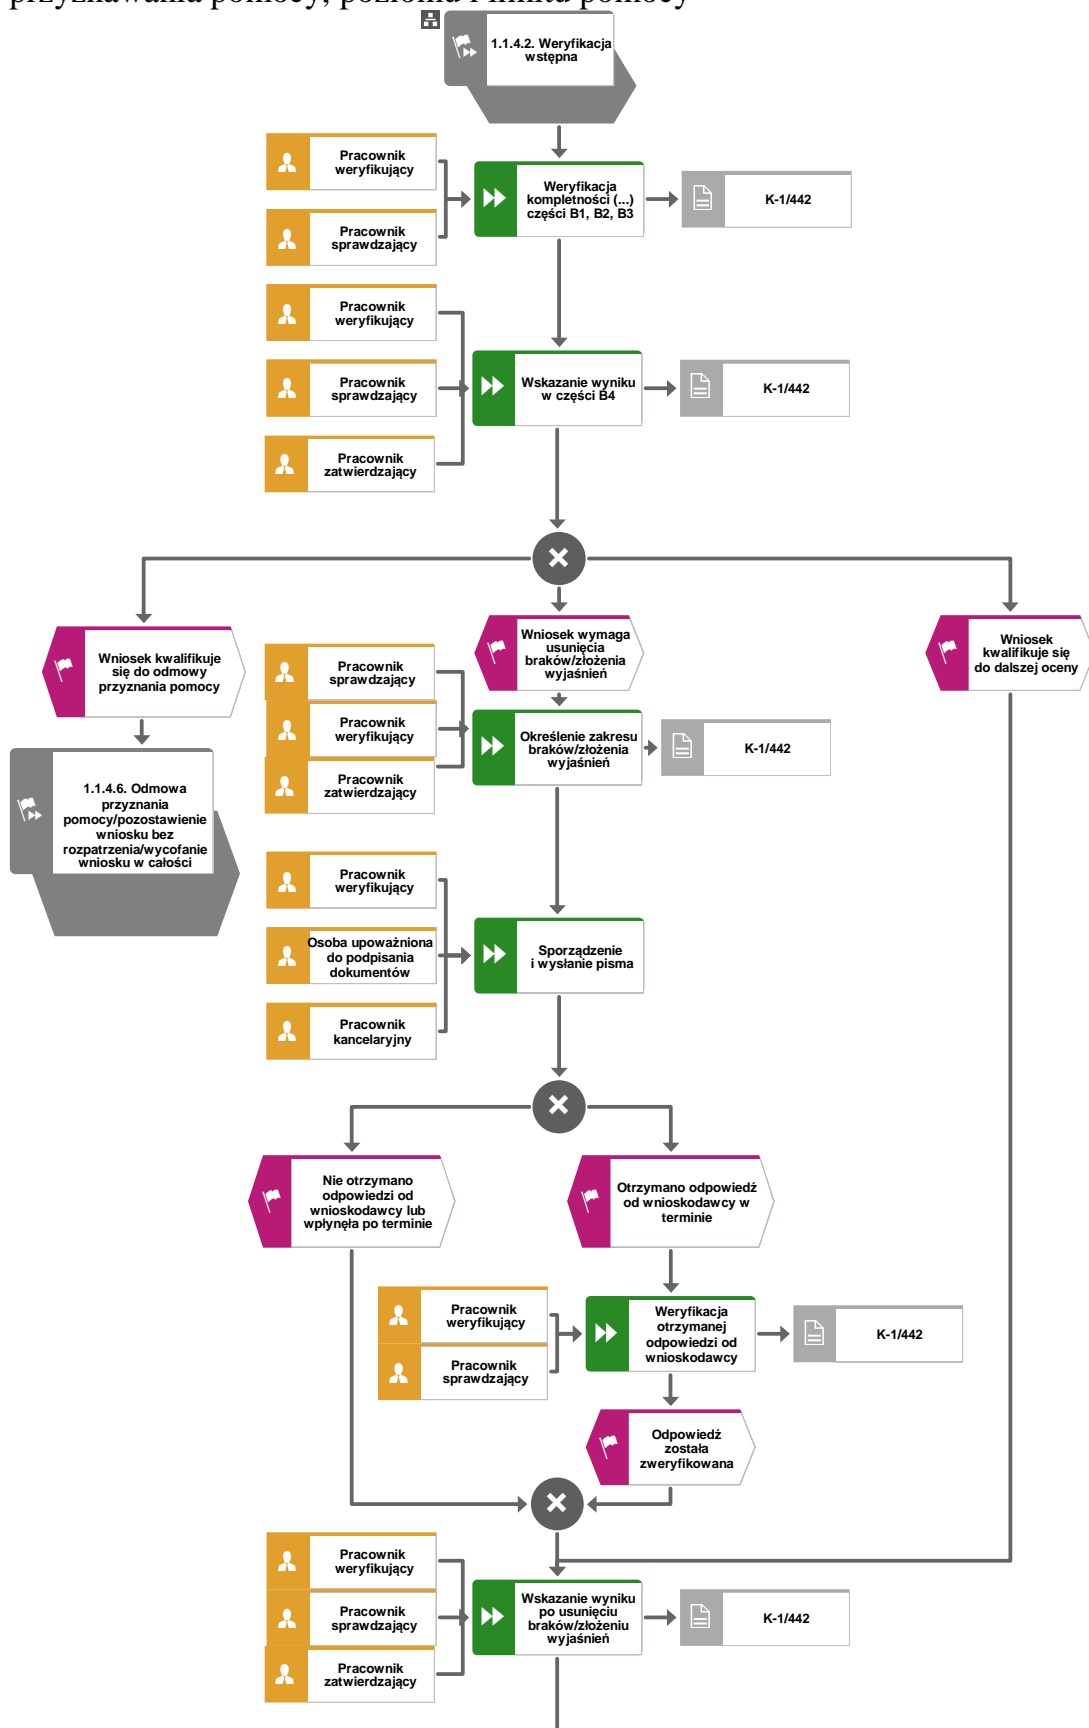 przyznawania pomocy, poziomu i limitu pomocy
1.1.4.2. Weryfikacja
wstępna
Pracownik
weryfikujący
Weryfikacja
kompletności (...)
części B1, B2, B3
K-1/442
Pracownik
sprawdzający
Pracownik
weryfikujący
Pracownik
sprawdzający
Wskazanie wyniku
w części B4
K-1/442
Pracownik
zatwierdzający
Wniosek kwalifikuje
się do odmowy
przyznania pomocy
Wniosek wymaga
usunięcia
braków/złożenia
wyjaśnień
Wniosek
kwalifikuje się
do dalszej oceny
Pracownik
sprawdzający
Pracownik
weryfikujący
Pracownik
zatwierdzający
Określenie zakresu
braków/złożenia
wyjaśnień
K-1/442
1.1.4.6. Odmowa
przyznania
pomocy/pozostawienie
wniosku bez
rozpatrzenia/wycofanie
wniosku w całości
Pracownik
weryfikujący
Osoba upoważniona
do podpisania
dokumentów
Sporządzenie
i wysłanie pisma
Pracownik
kancelaryjny
Nie otrzymano
odpowiedzi od
wnioskodawcy lub
wpłynęła po terminie
Otrzymano odpowiedź
od wnioskodawcy w
terminie
Pracownik
weryfikujący
Pracownik
sprawdzający
Weryfikacja
otrzymanej
odpowiedzi od
wnioskodawcy
K-1/442
Odpowiedź
została
zweryfikowana
Pracownik
weryfikujący
Pracownik
sprawdzający
Pracownik
zatwierdzający
Wskazanie wyniku
po usunięciu
braków/złożeniu
wyjaśnień
K-1/442